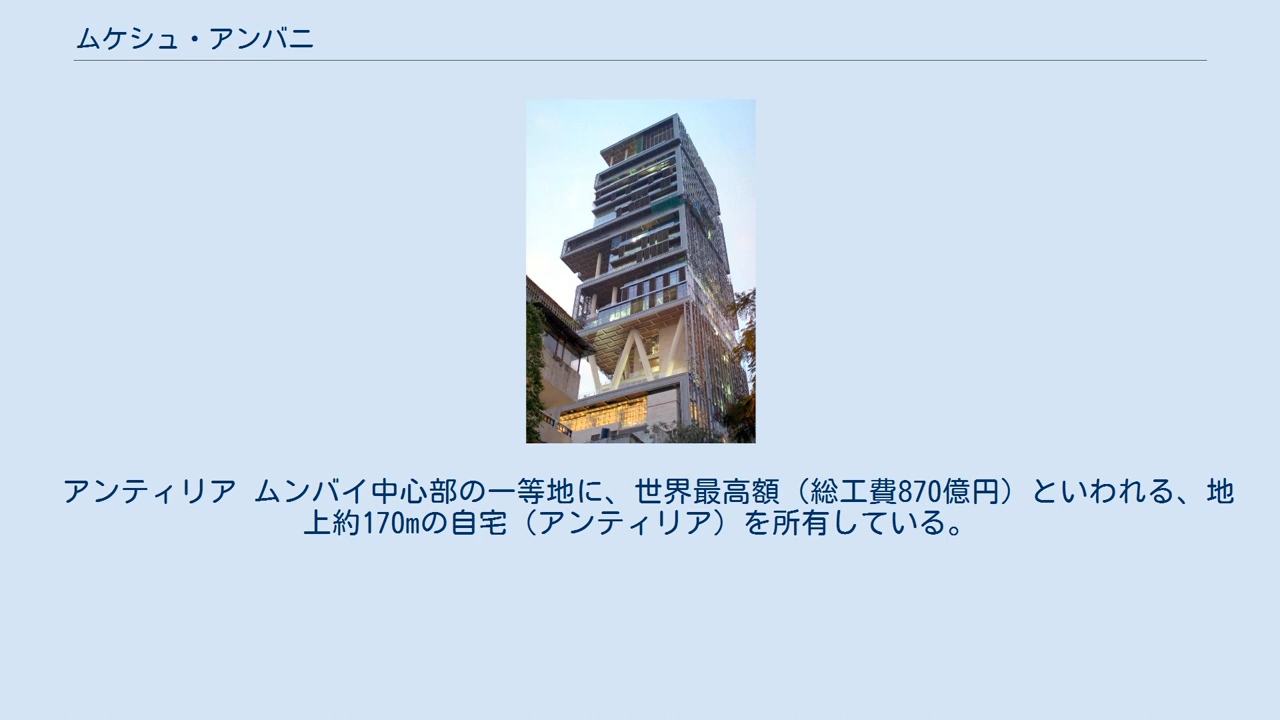 ムケシュ・アンバニ
アンティリア ムンバイ中心部の一等地に、世界最高額（総工費870億円）といわれる、地
上約170mの自宅（アンティリア）を所有している。